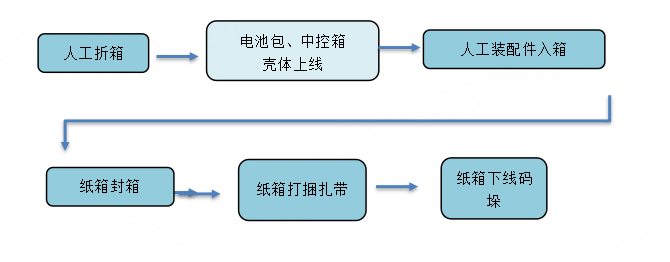 人工折箱
电池包、中控箱
壳体上线
人工装配件入箱
纸箱封箱
纸箱打捆扎带
纸箱下线码
垛